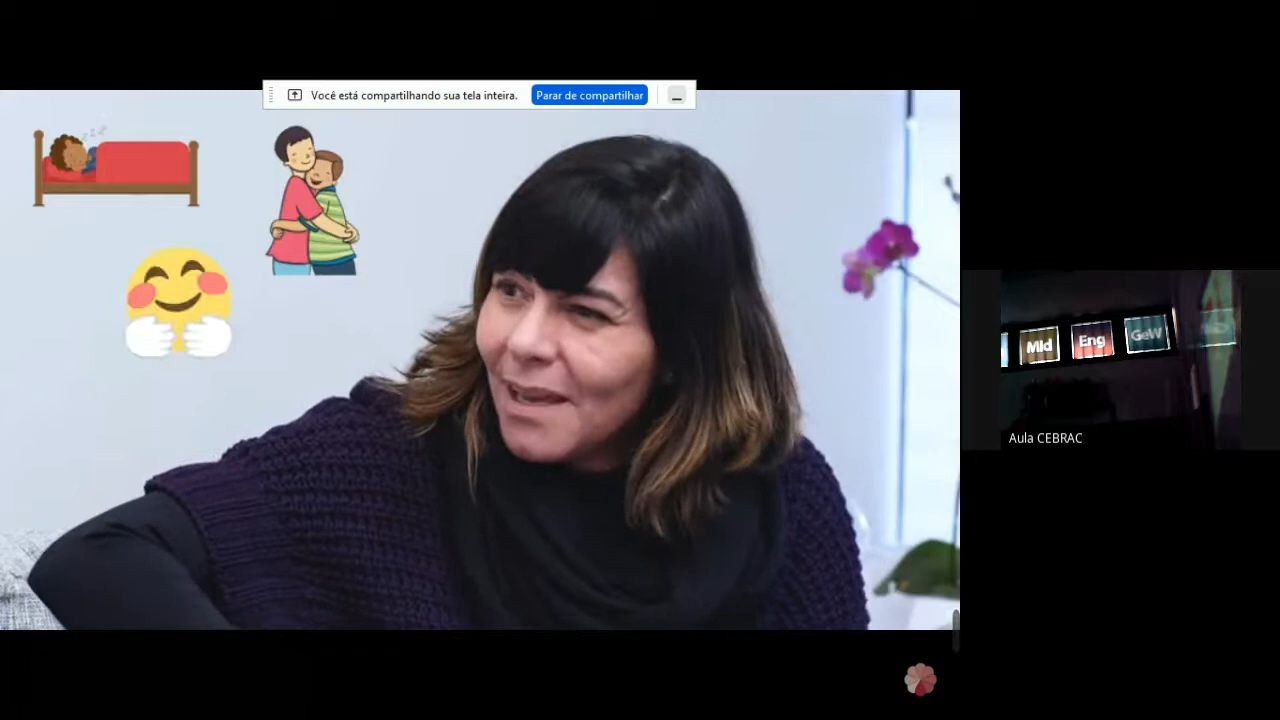 Você está compartilhando sua tela inteira.
Parar de compartilhar
Mld
Eng
GeW
Aula CEBRAC